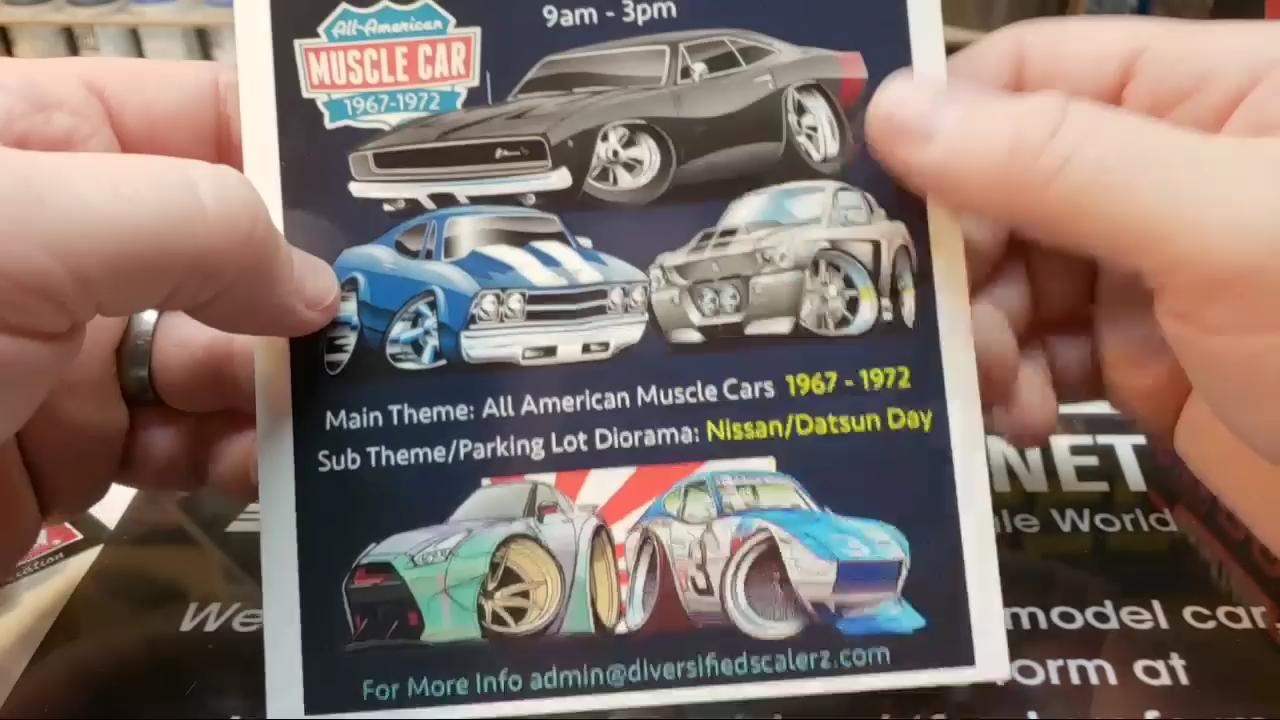 9am - 3pm
All-American
MUSCLE CAR
1967-1972
Main Theme: All American Muscle Cars 1967 - 1972
Sub Theme/Parking Lot Diorama: Nissan/Datsun Day
3
For More Info admin@diversifiedscalerz.com
NET
World
We
model car
orm at